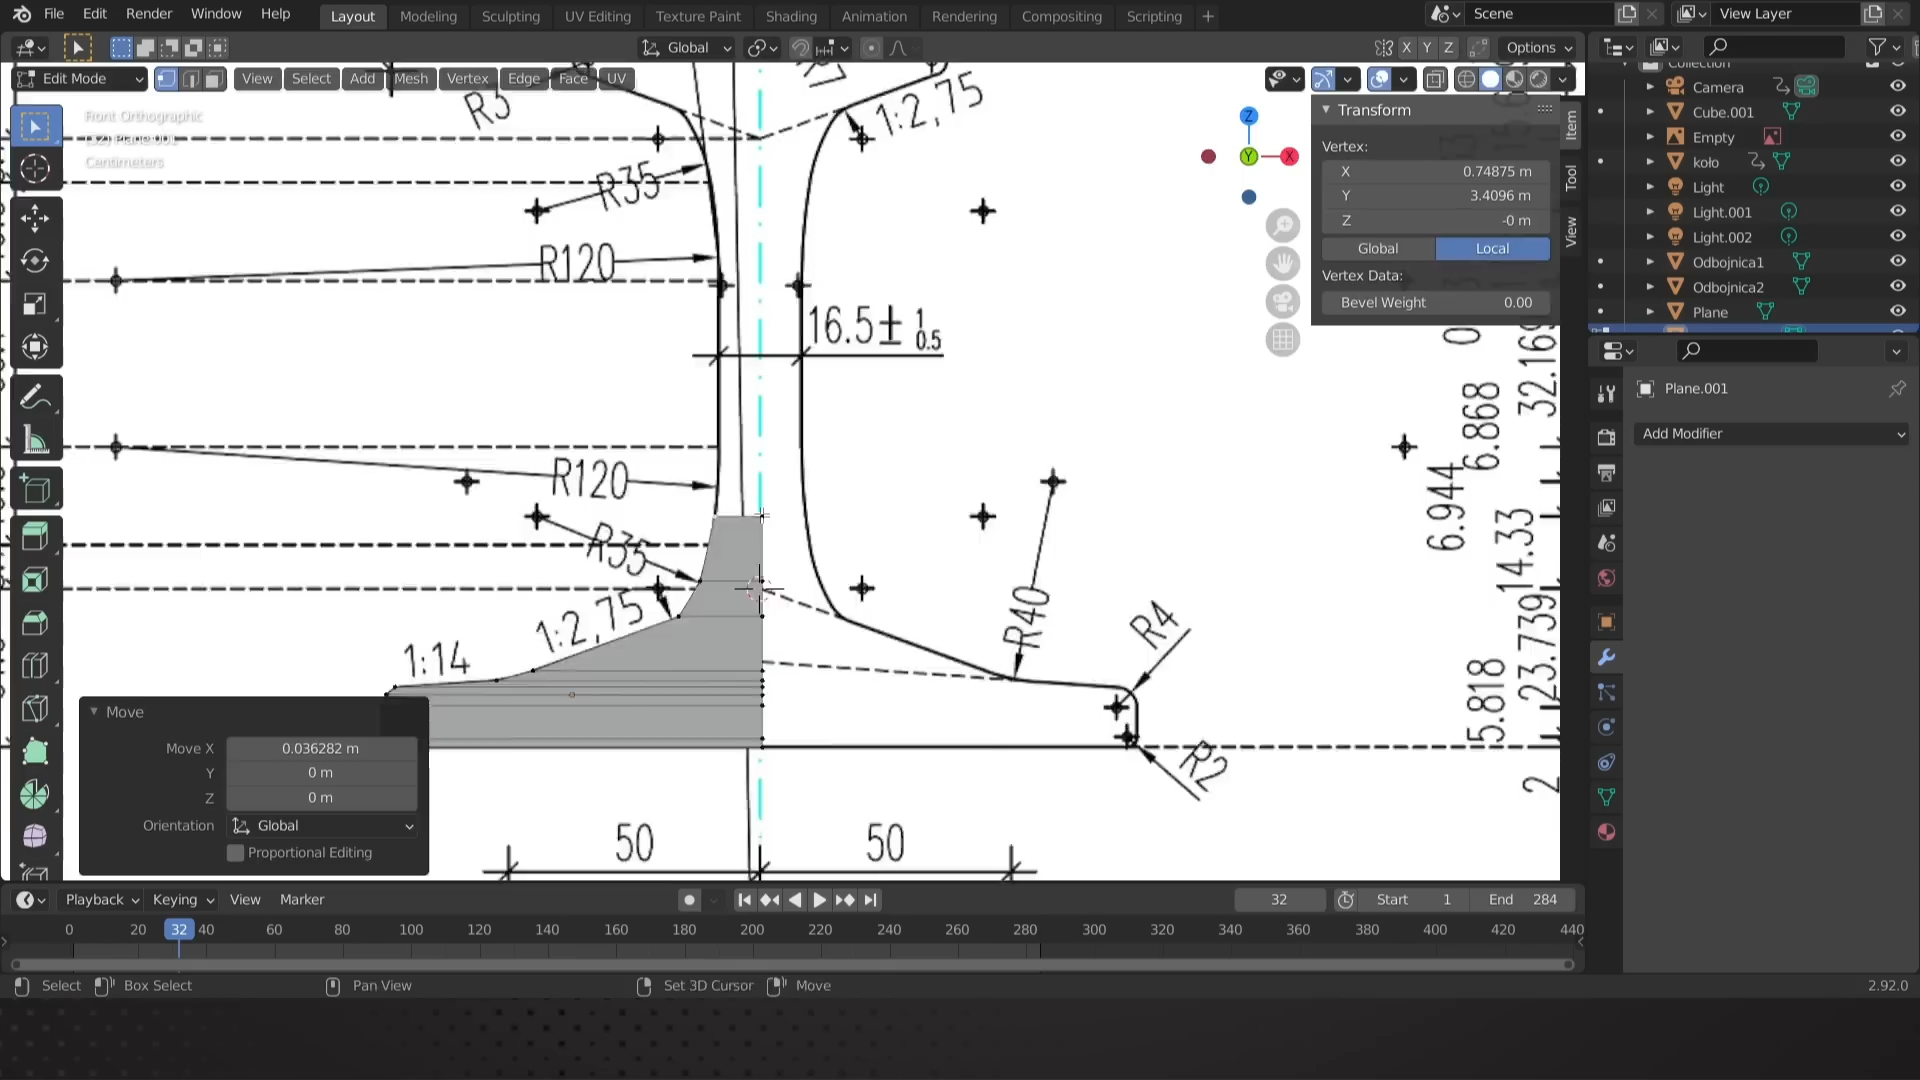 File Edit Render Window Help Layout Modeling Sculpting UV Editing Texture Paint Shading Animation Rendering Compositing Scripting + Scene View Layer
Global X Y Z Options
Edit Mode View Select Add Mesh Vertex Edge Face UV
Front Orthographic
(32) Plane.001
Centimeters
Transform
Vertex:
X 0.74875 m
Y 3.4096 m
Z -0 m
Global Local
Vertex Data:
Bevel Weight 0.00
Item
Tool
View
Z
Y
X
Collection
Camera
Cube.001
Empty
koło
Light
Light.001
Light.002
Odbojnica1
Odbojnica2
Plane
Plane.001
Add Modifier
R3
1:2,75
R35
R120
16.5± 1
0.5
R120
R35
1:2,75
1:14
R40
R4
R2
50
50
0
32.169
6.868
6.944
14.33
23.739
5.818
2
Move
Move X 0.036282 m
Y 0 m
Z 0 m
Orientation Global
Proportional Editing
Playback Keying View Marker 32 Start 1 End 284
0 20 32 40 60 80 100 120 140 160 180 200 220 240 260 280 300 320 340 360 380 400 420 440
Select Box Select Pan View Set 3D Cursor Move 2.92.0